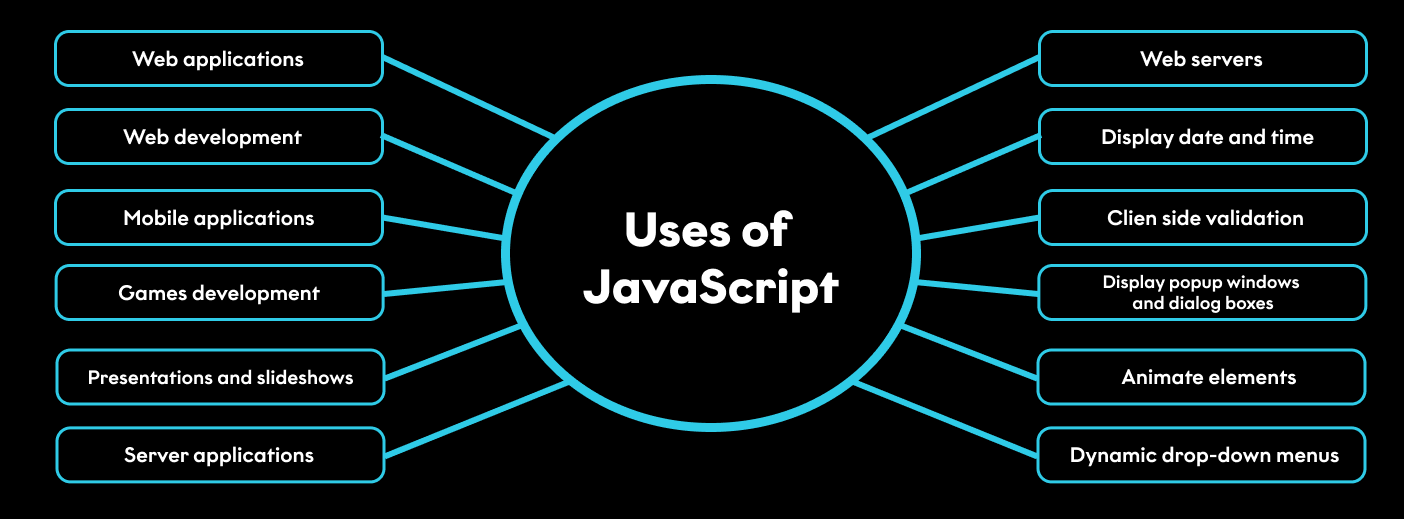 Web applications
Web development
Mobile applications
Games development
Presentations and slideshows
Server applications
Uses of
JavaScript
Web servers
Display date and time
Clien side validation
Display popup windows
and dialog boxes
Animate elements
Dynamic drop-down menus